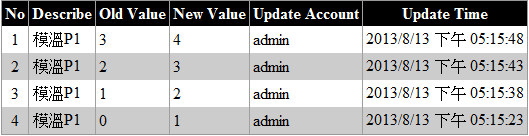 No Describe Old Value New Value Update Account Update Time
1 模溫P1 3 4 admin 2013/8/13 下午 05:15:48
2 模溫P1 2 3 admin 2013/8/13 下午 05:15:43
3 模溫P1 1 2 admin 2013/8/13 下午 05:15:38
4 模溫P1 0 1 admin 2013/8/13 下午 05:15:23